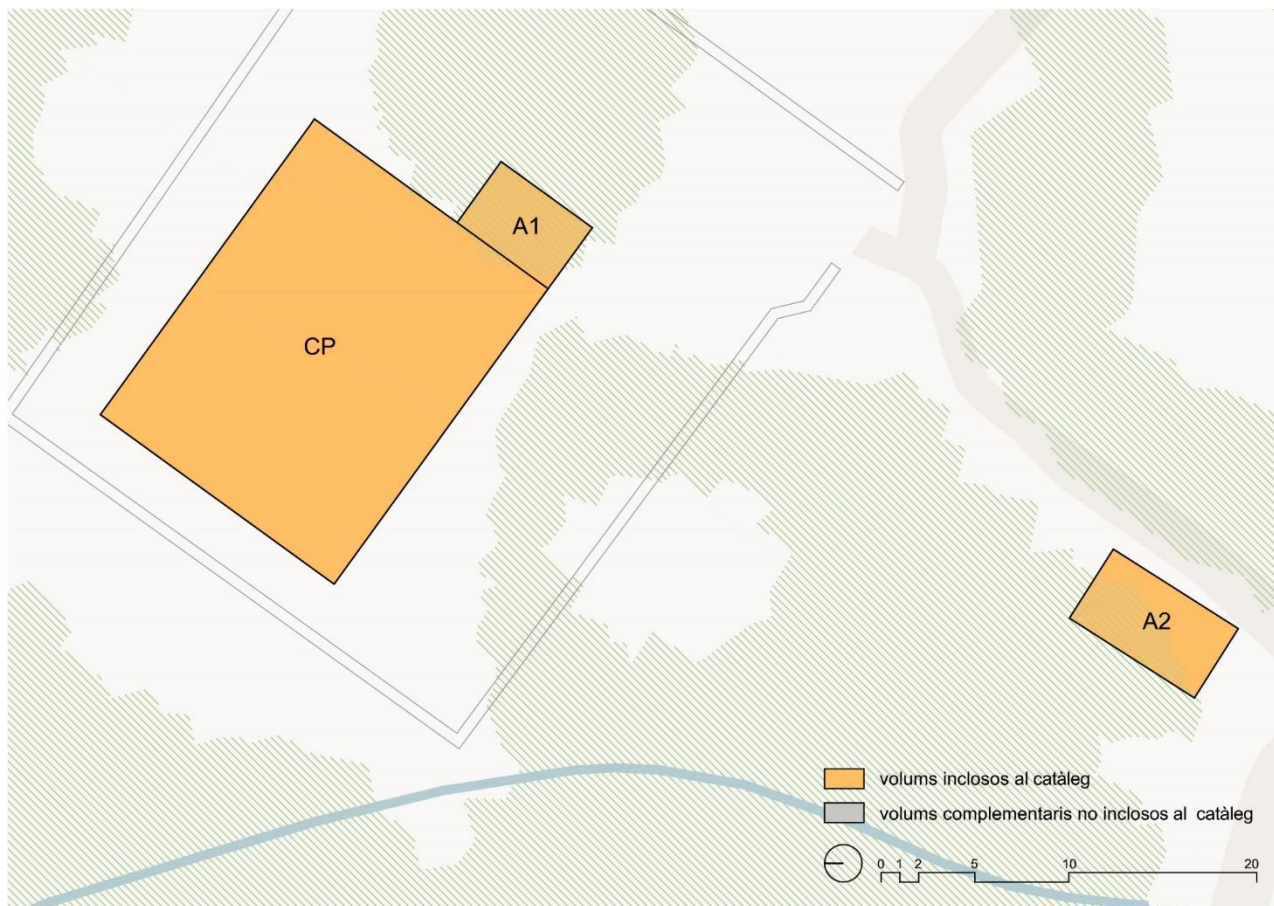 A1
CP
A2
volums inclosos al catàleg
volums complementaris no inclosos al catàleg
0 1 2 5 10 20